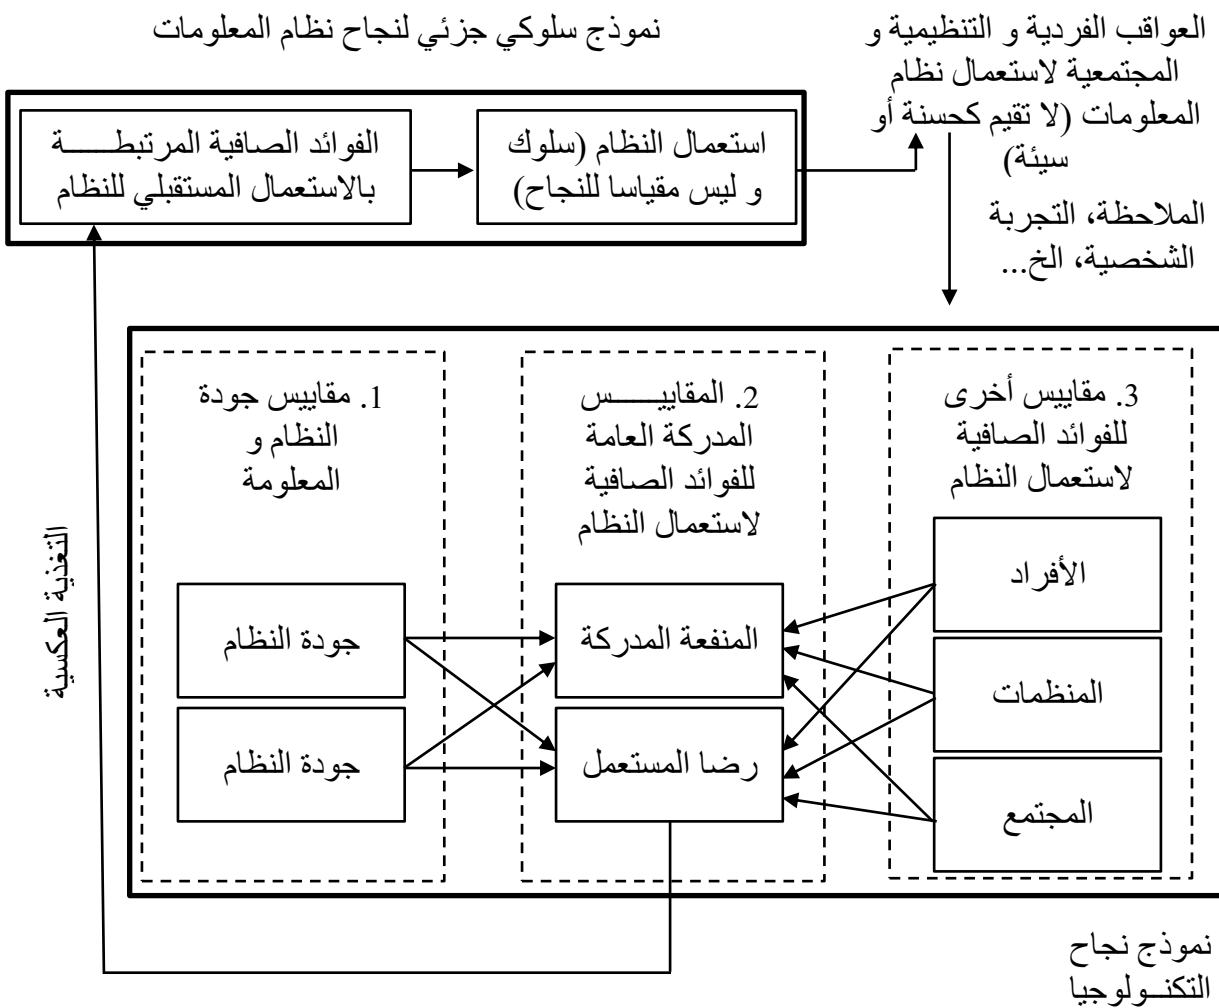 نموذج سلوكي جزئي لنجاح نظام المعلومات
العواقب الفردية و التنظيمية و
المجتمعية لاستعمال نظام
المعلومات (لا تقيم كحسنة أو
سيئة)
الملاحظة، التجربة
الشخصية، الخ...
استعمال النظام (سلوك
و ليس مقياسا للنجاح)
الفوائد الصافية المرتبطة
بالاستعمال المستقبلي للنظام
1. مقاييس جودة
النظام و
المعلومة
جودة النظام
جودة النظام
2. المقاييس
المدركة العامة
للفوائد الصافية
لاستعمال النظام
المنفعة المدركة
رضا المستعمل
3. مقاييس أخرى
للفوائد الصافية
لاستعمال النظام
الأفراد
المنظمات
المجتمع
التغذية العكسية
نموذج نجاح
التكنولوجيا